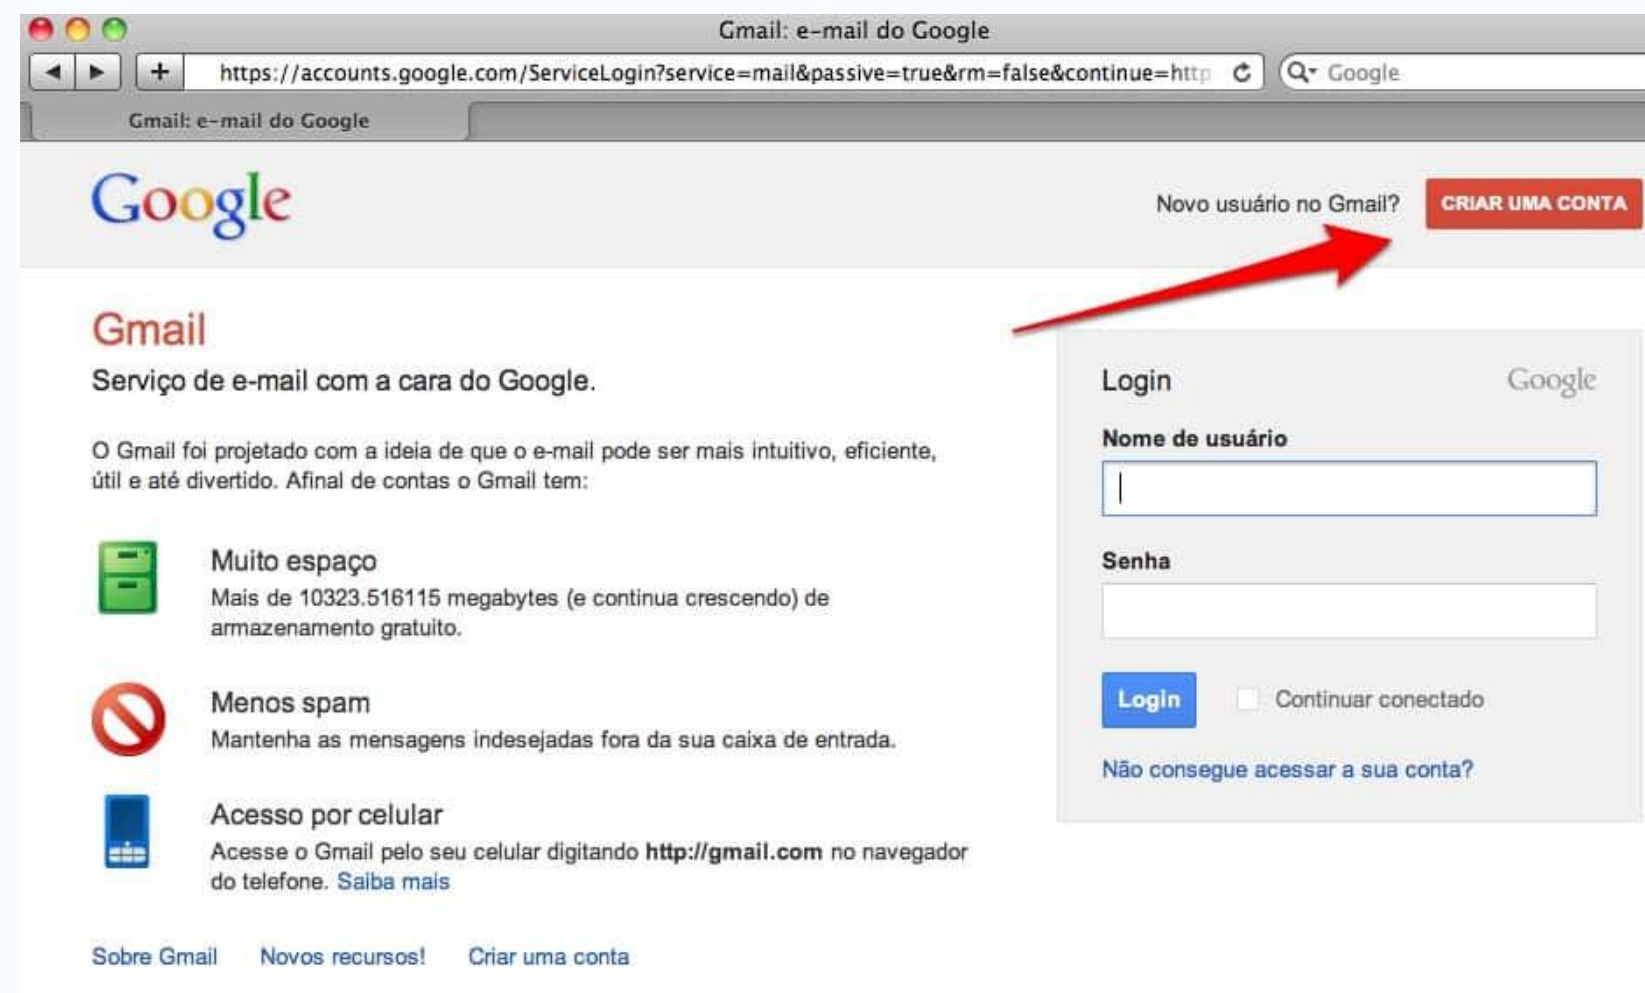 Gmail: e-mail do Google
https://accounts.google.com/ServiceLogin?service=mail&passive=true&rm=false&continue=http
Google
Gmail: e-mail do Google
Google
Novo usuário no Gmail?
CRIAR UMA CONTA
Gmail
Serviço de e-mail com a cara do Google.
O Gmail foi projetado com a ideia de que o e-mail pode ser mais intuitivo, eficiente,
útil e até divertido. Afinal de contas o Gmail tem:
Muito espaço
Mais de 10323.516115 megabytes (e continua crescendo) de
armazenamento gratuito.
Menos spam
Mantenha as mensagens indesejadas fora da sua caixa de entrada.
Acesso por celular
Acesse o Gmail pelo seu celular digitando http://gmail.com no navegador
do telefone. Saiba mais
Sobre Gmail Novos recursos! Criar uma conta
Login Google
Nome de usuário
Senha
Login Continuar conectado
Não consegue acessar a sua conta?